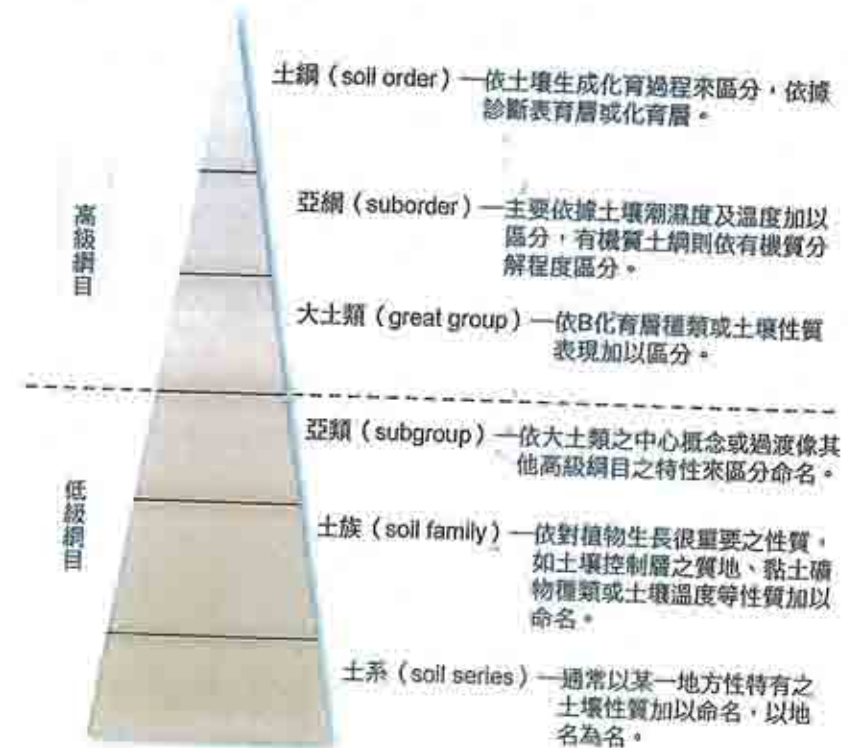 土綱（soil order）—依土壤生成化育過程來區分，依據
診斷表育層或化育層。
高級綱目
亞綱（suborder）—主要依據土壤潮濕度及溫度加以
區分，有機質土綱則依有機質分
解程度區分。
大土類（great group）—依B化育層種類或土壤性質
表現加以區分。
亞類（subgroup）—依大土類之中心概念或過渡像其
他高級綱目之特性來區分命名。
低級綱目
土族（soil family）—依對植物生長很重要之性質，
如土壤控制層之質地、黏土礦
物種類或土壤溫度等性質加以
命名。
土系（soil series）—通常以某一地方性特有之
土壤性質加以命名，以地
名為名。